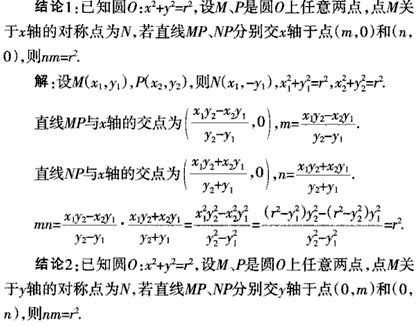 结论1:已知圆O:x²+y²=r²,设M、P是圆O上任意两点,点M关
于x轴的对称点为N,若直线MP、NP分别交x轴于点(m,0)和(n,
0),则nm=r².
解:设M(x₁,y₁),P(x₂,y₂),则N(x₁,-y₁),x₁²+y₁²=r²,x₂²+y₂²=r².
直线MP与x轴的交点为((x₁y₂-x₂y₁)/(y₂-y₁),0),m=(x₁y₂-x₂y₁)/(y₂-y₁).
直线NP与x轴的交点为((x₁y₂+x₂y₁)/(y₂+y₁),0),n=(x₁y₂+x₂y₁)/(y₂+y₁).
mn=(x₁y₂-x₂y₁)/(y₂-y₁)·(x₁y₂+x₂y₁)/(y₂+y₁)=(x₁²y₂²-x₂²y₁²)/(y₂²-y₁²)=((r²-y₁²)y₂²-(r²-y₂²)y₁²)/(y₂²-y₁²)=r².
结论2:已知圆O:x²+y²=r²,设M、P是圆O上任意两点,点M关
于y轴的对称点为N,若直线MP、NP分别交y轴于点(0,m)和(0,
n),则nm=r².